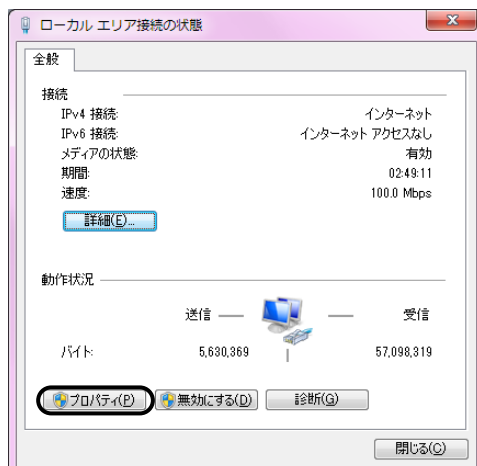 ローカル エリア接続の状態
全般
接続
IPv4 接続: インターネット
IPv6 接続: インターネット アクセスなし
メディアの状態: 有効
期間: 02:49:11
速度: 100.0 Mbps
詳細(E)...
動作状況
送信 受信
バイト: 5,630,369 57,098,319
プロパティ(P) 無効にする(D) 診断(G)
閉じる(C)